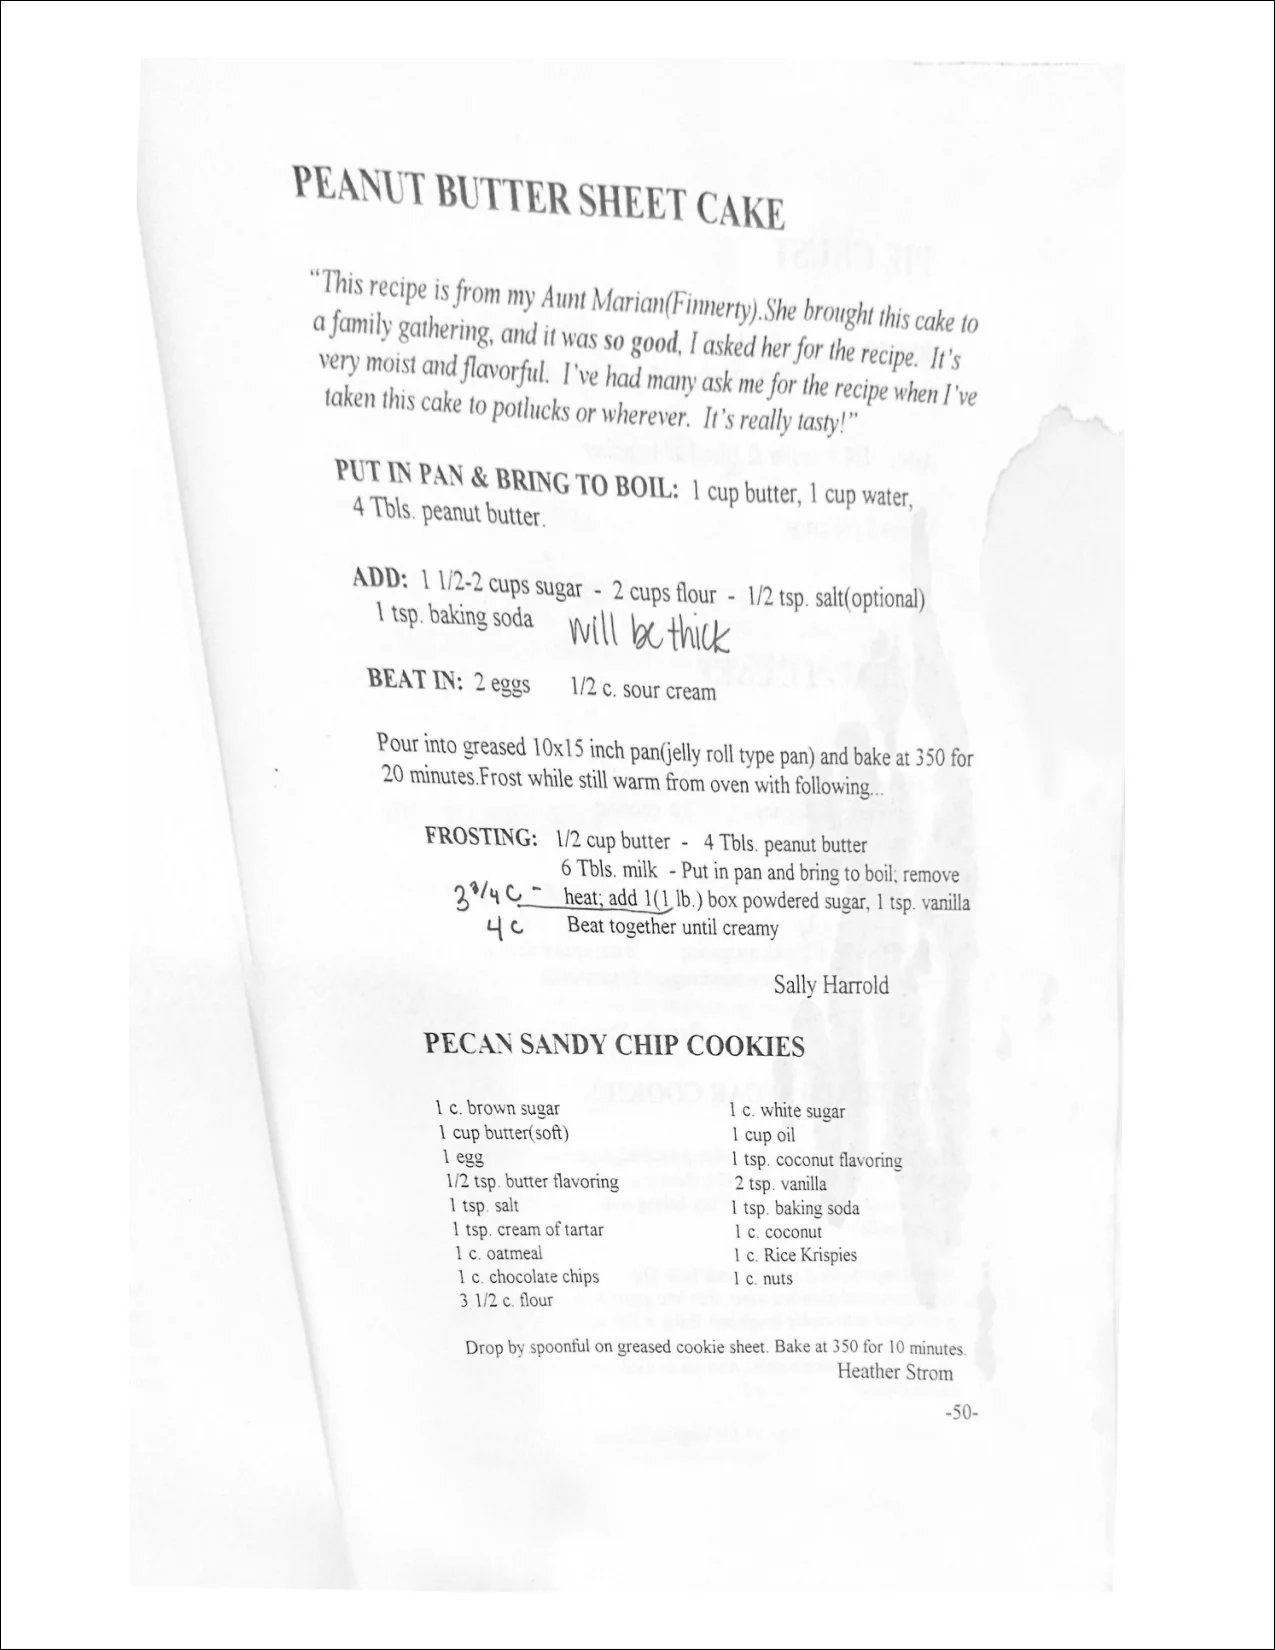 PEANUT BUTTER SHEET CAKE
"This recipe is from my Aunt Marian(Finnerty).She brought this cake to
a family gathering, and it was so good, I asked her for the recipe. It's
very moist and flavorful. I've had many ask me for the recipe when I've
taken this cake to potlucks or wherever. It's really tasty!"
PUT IN PAN & BRING TO BOIL: 1 cup butter, 1 cup water,
4 Tbls. peanut butter.
ADD: 1 1/2-2 cups sugar - 2 cups flour - 1/2 tsp. salt(optional)
1 tsp. baking soda will be thick
BEAT IN: 2 eggs 1/2 c. sour cream
Pour into greased 10x15 inch pan(jelly roll type pan) and bake at 350 for
20 minutes.Frost while still warm from oven with following...
FROSTING: 1/2 cup butter - 4 Tbls. peanut butter
6 Tbls. milk - Put in pan and bring to boil; remove
3 3/4 C - heat; add 1(1 lb.) box powdered sugar, 1 tsp. vanilla
4 c Beat together until creamy
Sally Harrold
PECAN SANDY CHIP COOKIES
1 c. brown sugar 1 c. white sugar
1 cup butter(soft) 1 cup oil
1 egg 1 tsp. coconut flavoring
1/2 tsp. butter flavoring 2 tsp. vanilla
1 tsp. salt 1 tsp. baking soda
1 tsp. cream of tartar 1 c. coconut
1 c. oatmeal 1 c. Rice Krispies
1 c. chocolate chips 1 c. nuts
3 1/2 c. flour
Drop by spoonful on greased cookie sheet. Bake at 350 for 10 minutes.
Heather Strom
-50-